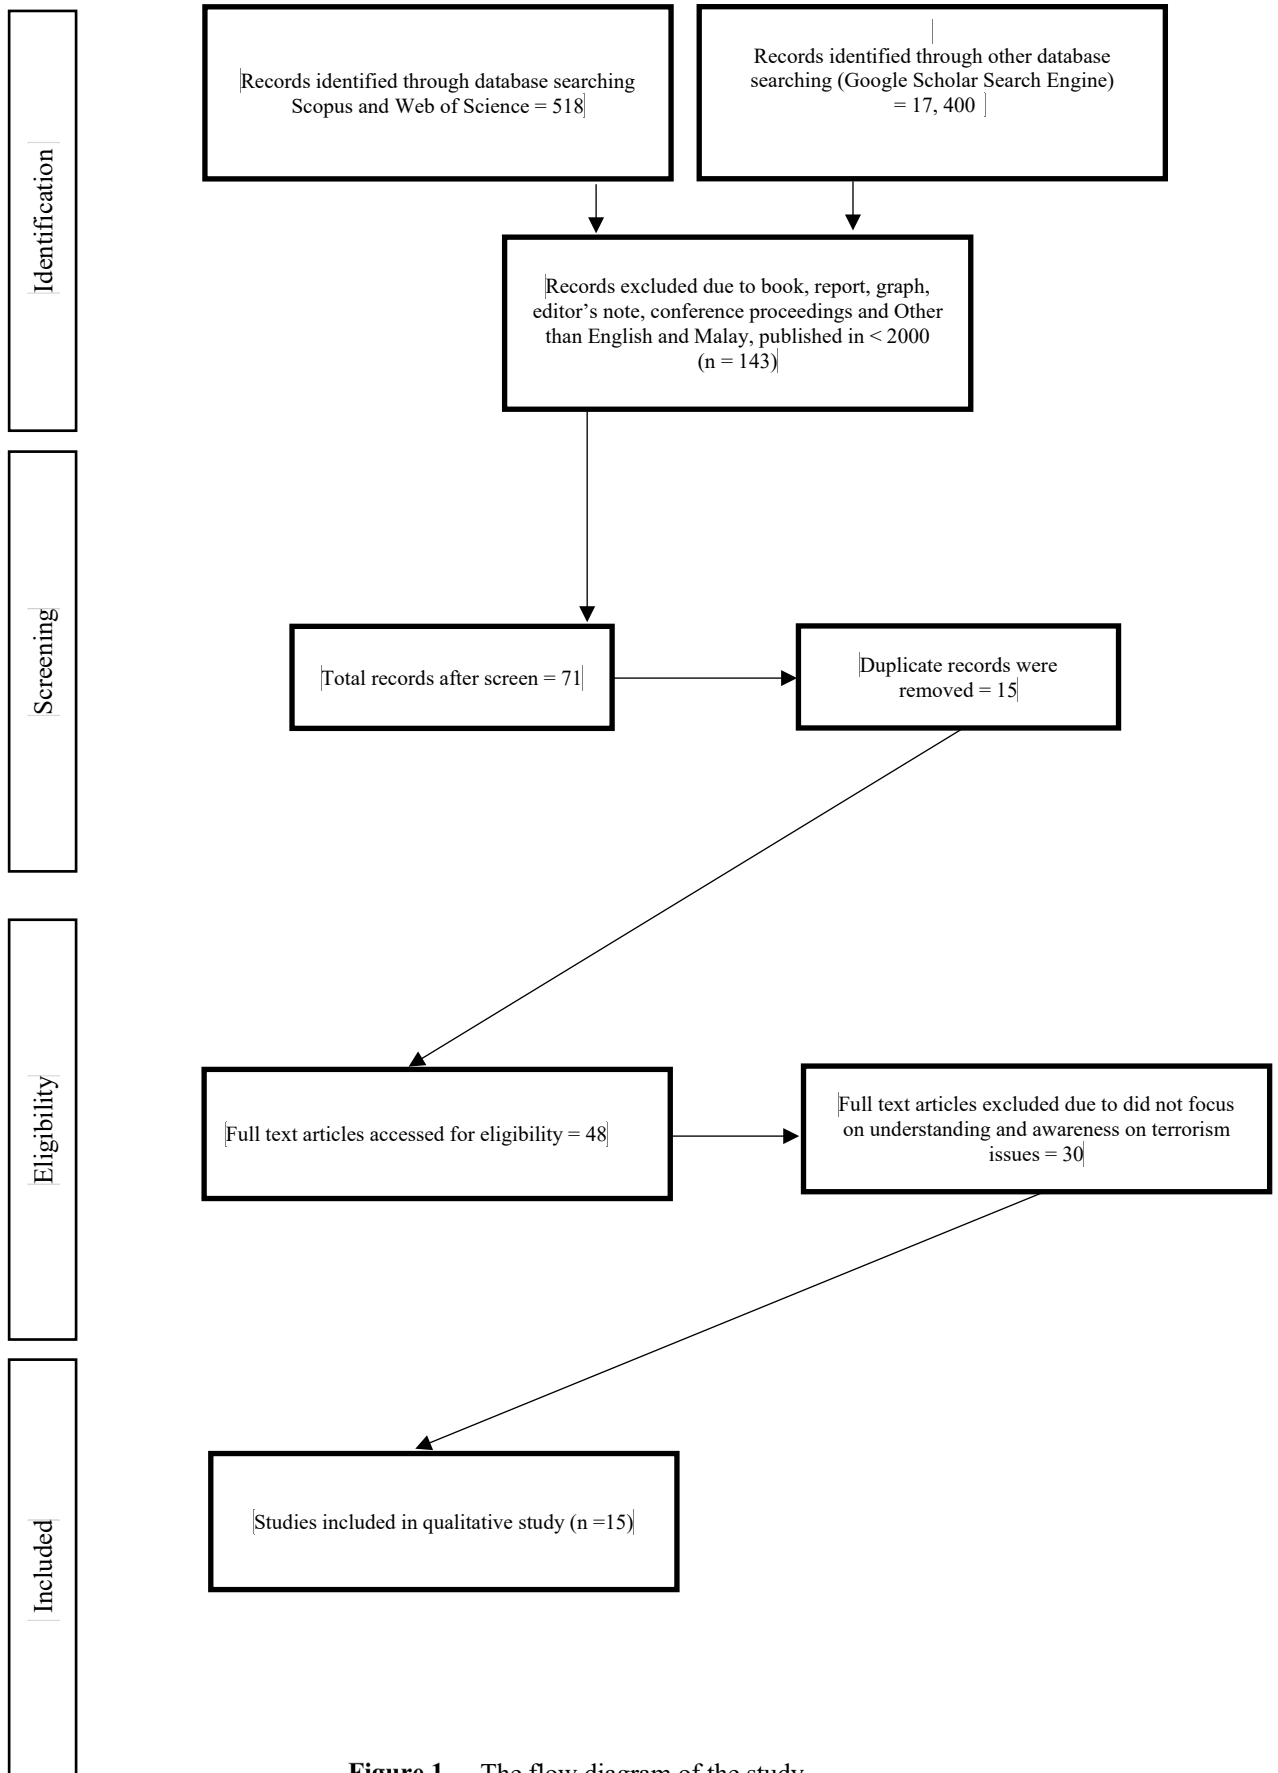 Identification
Records identified through database searching
Scopus and Web of Science = 518
Records identified through other database
searching (Google Scholar Search Engine)
= 17, 400
Records excluded due to book, report, graph,
editor’s note, conference proceedings and Other
than English and Malay, published in < 2000
(n = 143)
Screening
Total records after screen = 71
Duplicate records were
removed = 15
Eligibility
Full text articles accessed for eligibility = 48
Full text articles excluded due to did not focus
on understanding and awareness on terrorism
issues = 30
Included
Studies included in qualitative study (n =15)
Figure 1 The flow diagram of the study